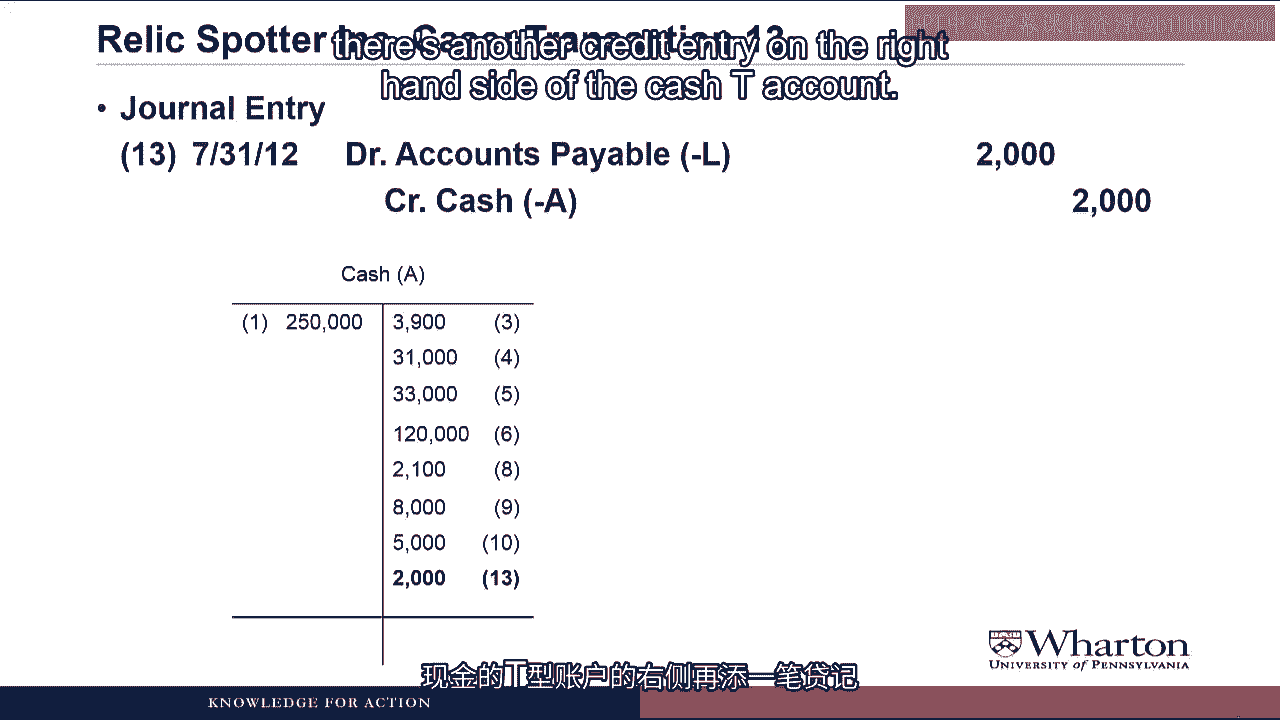 Relic Spotter Inc. Case: Transaction 13
there's another credit entry on the right
hand side of the cash T account.
• Journal Entry
(13) 7/31/12 Dr. Accounts Payable (-L) 2,000
Cr. Cash (-A) 2,000
Cash (A)
(1) 250,000 3,900 (3)
31,000 (4)
33,000 (5)
120,000 (6)
2,100 (8)
8,000 (9)
5,000 (10)
2,000 (13)
Wharton
UNIVERSITY of PENNSYLVANIA
现金的T型账户的右侧再添一笔贷记
KNOWLEDGE FOR ACTION